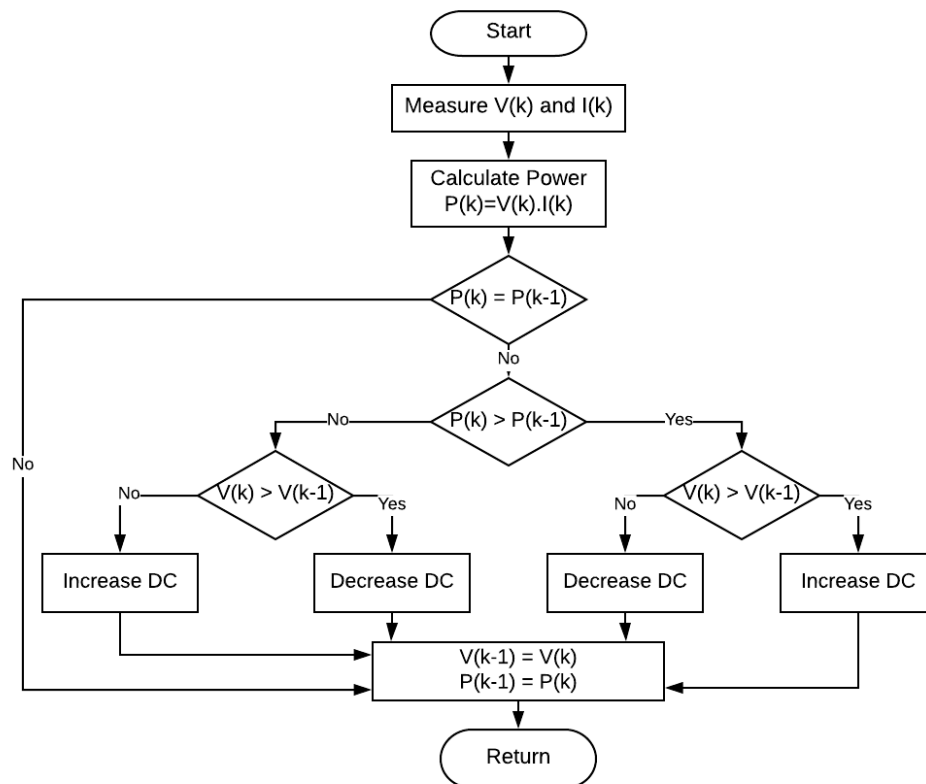 Start
Measure V(k) and I(k)
Calculate Power
P(k)=V(k).I(k)
P(k) = P(k-1)
No
P(k) > P(k-1)
No
Yes
No
V(k) > V(k-1)
V(k) > V(k-1)
No
Yes
No
Yes
Increase DC
Decrease DC
Decrease DC
Increase DC
V(k-1) = V(k)
P(k-1) = P(k)
Return